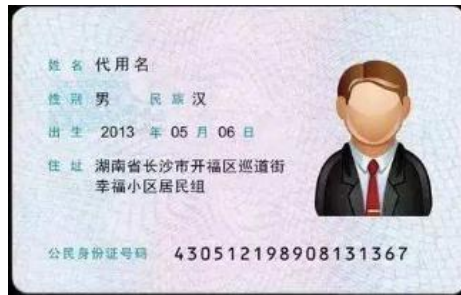 姓名 代用名
性别 男 民族 汉
出生 2013 年 05 月 06 日
住址 湖南省长沙市开福区巡道街
幸福小区居民组
公民身份证号码 430512198908131367